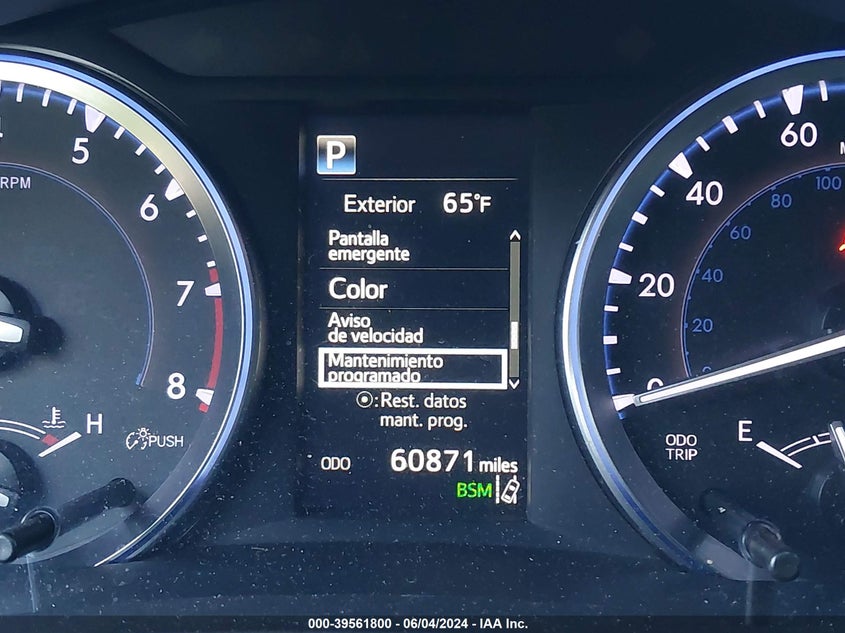 5
6
7
8
RPM
H
PUSH
P
Exterior 65°F
Pantalla
emergente
Color
Aviso
de velocidad
Mantenimiento
programado
:Rest. datos
mant. prog.
ODO 60871 miles
BSM
0
20
40
60
20
40
60
80
100
ODO
TRIP
E
000-39561800 - 06/04/2024 - IAA Inc.